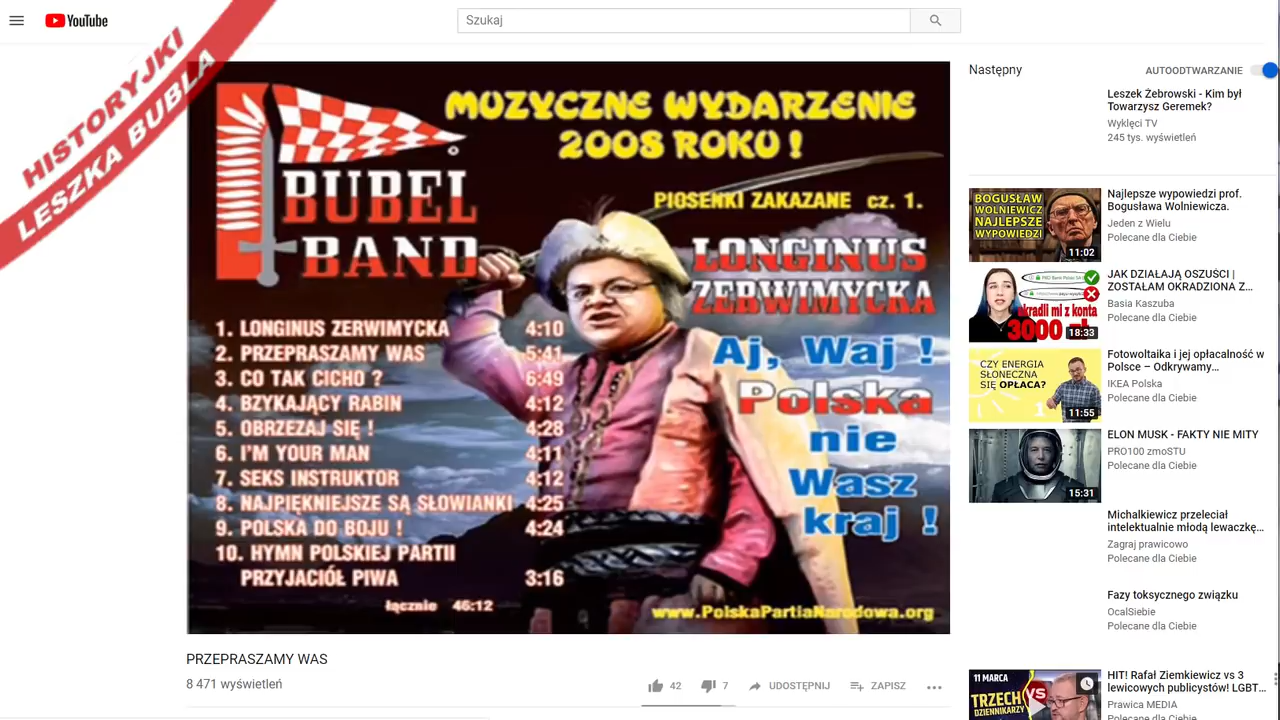 YouTube
Szukaj
HISTORYJKI
LESZKA BUBLA
MUZYCZNE WYDARZENIE
2008 ROKU !
PIOSENKI ZAKAZANE cz. 1.
BUBEL
BAND
LONGINUS
ZERWIMYCKA
Aj, Waj !
Polska
nie
Wasz
kraj !
1. LONGINUS ZERWIMYCKA 4:10
2. PRZEPRASZAMY WAS 5:41
3. CO TAK CICHO ? 6:49
4. BZYKAJĄCY RABIN 4:12
5. OBRZEZAJ SIĘ ! 4:28
6. I'M YOUR MAN 4:11
7. SEKS INSTRUKTOR 4:12
8. NAJPIĘKNIEJSZE SĄ SŁOWIANKI 4:25
9. POLSKA DO BOJU ! 4:24
10. HYMN POLSKIEJ PARTII
PRZYJACIÓŁ PIWA 3:16
łącznie 46:12
www.PolskaPartiaNarodowa.org
PRZEPRASZAMY WAS
8 471 wyświetleń
42
7
UDOSTĘPNIJ
ZAPISZ
Następny
AUTOODTWARZANIE
Leszek Żebrowski - Kim był
Towarzysz Geremek?
Wyklęci TV
245 tys. wyświetleń
BOGUSŁAW
WOLNIEWICZ
NAJLEPSZE
WYPOWIEDZI
11:02
Najlepsze wypowiedzi prof.
Bogusława Wolniewicza.
Jeden z Wielu
Polecane dla Ciebie
okradli mi z konta
3000 zł
18:33
JAK DZIAŁAJĄ OSZUŚCI |
ZOSTAŁAM OKRADZIONA Z...
Basia Kaszuba
Polecane dla Ciebie
CZY ENERGIA
SŁONECZNA
SIĘ OPŁACA?
1
11:55
Fotowoltaika i jej opłacalność w
Polsce – Odkrywamy...
IKEA Polska
Polecane dla Ciebie
15:31
ELON MUSK - FAKTY NIE MITY
PRO100 zmoSTU
Polecane dla Ciebie
Michalkiewicz przeleciał
intelektualnie młodą lewaczkę...
Zagraj prawicowo
Polecane dla Ciebie
Fazy toksycznego związku
OcalSiebie
Polecane dla Ciebie
11 MARCA
TRZECH
DZIENNIKARZY
VS
HIT! Rafał Ziemkiewicz vs 3
lewicowych publicystów! LGBT...
Prawica MEDIA
Polecane dla Ciebie